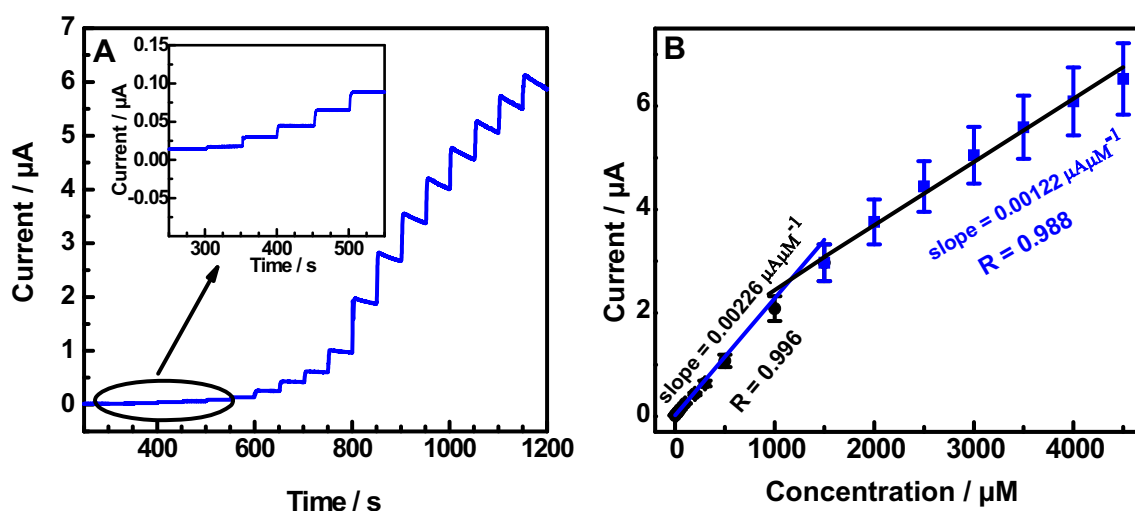 A
7
6
5
4
3
2
1
0
Current / µA
400
600
800
1000
1200
Time / s
0.15
0.10
0.05
0.00
-0.05
Current / µA
300
400
500
Time / s
B
6
4
2
0
Current / µA
0
1000
2000
3000
4000
Concentration / µM
slope = 0.00226 µAµM-1
R = 0.996
slope = 0.00122 µAµM-1
R = 0.988